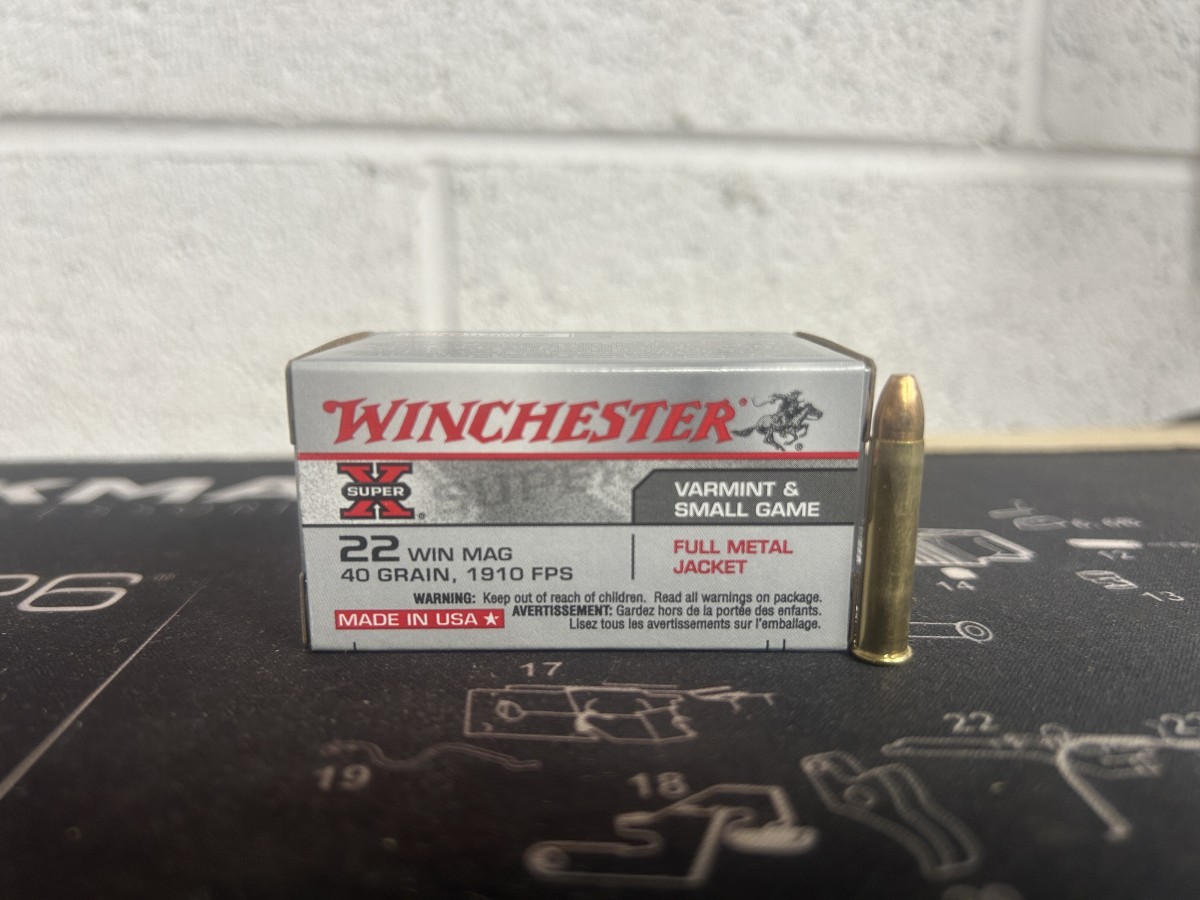 WINCHESTER®
SUPER X®
VARMINT &
SMALL GAME
22 WIN MAG
40 GRAIN, 1910 FPS
FULL METAL
JACKET
WARNING: Keep out of reach of children. Read all warnings on package.
MADE IN USA
AVERTISSEMENT: Gardez hors de la portée des enfants.
Lisez tous les avertissements sur l'emballage.
14
13
17
19
18
22